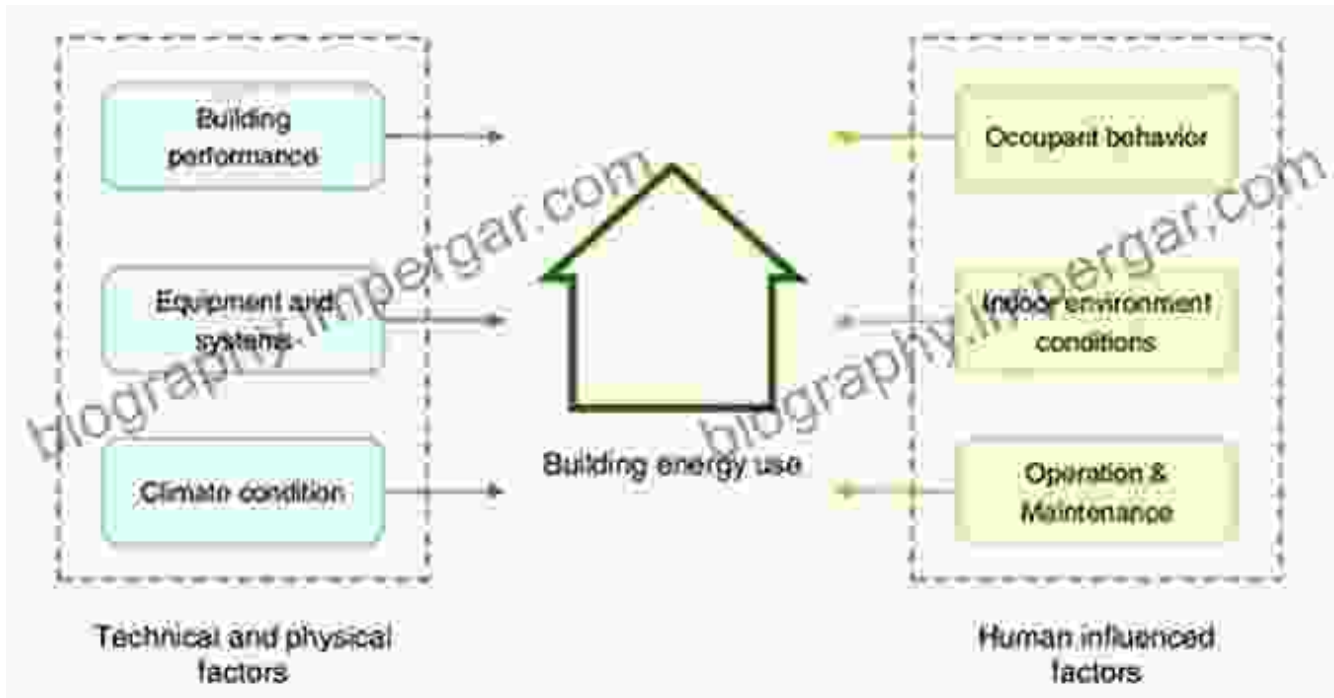 Building
performance
Equipment and
systems
Climate condition
Technical and physical
factors
Building energy use
Occupant behavior
Indoor environment
conditions
Operation &
Maintenance
Human influenced
factors
biography.impergar.com
biography.impergar.com